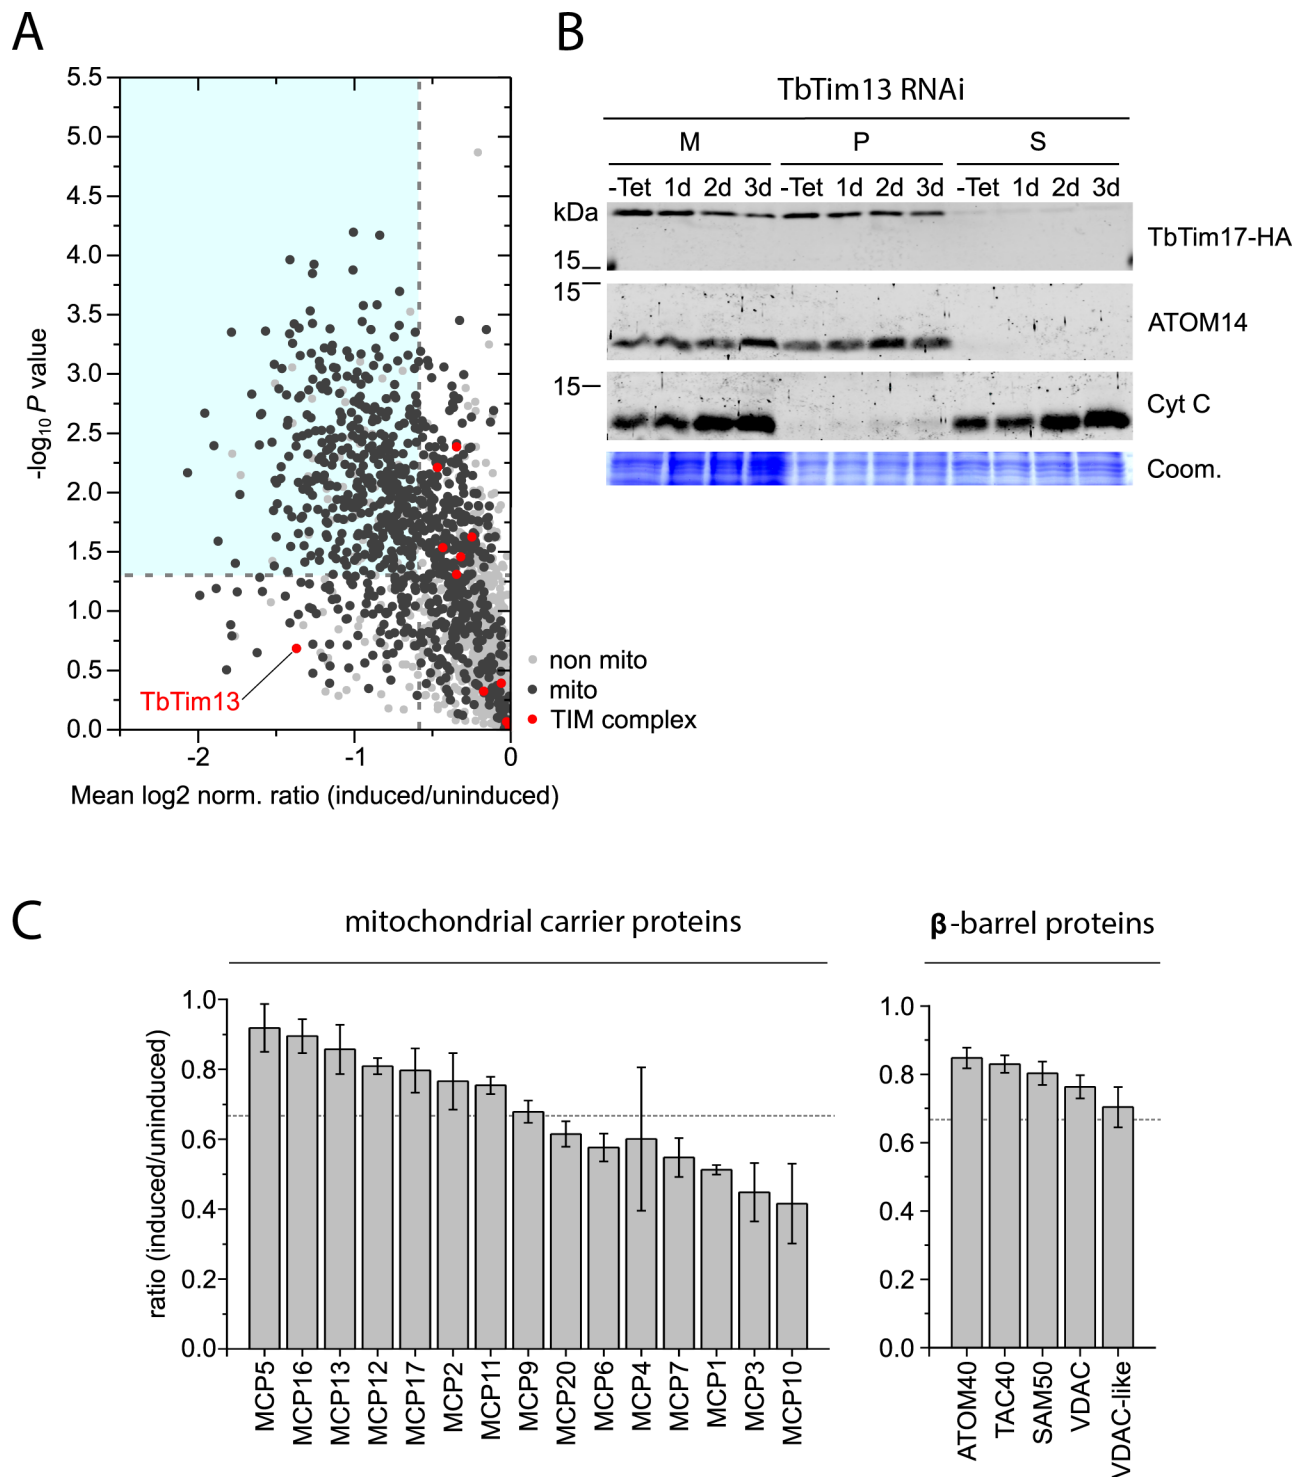 A
5.5
5.0
4.5
4.0
3.5
3.0
2.5
2.0
1.5
1.0
0.5
0.0
-log10 P value
-2
-1
0
Mean log2 norm. ratio (induced/uninduced)
TbTim13
non mito
mito
TIM complex
B
TbTim13 RNAi
M P S
-Tet 1d 2d 3d -Tet 1d 2d 3d -Tet 1d 2d 3d
kDa
15
TbTim17-HA
15
ATOM14
15
Cyt C
Coom.
C
mitochondrial carrier proteins
ratio (induced/uninduced)
1.0
0.8
0.6
0.4
0.2
0.0
MCP5
MCP16
MCP13
MCP12
MCP17
MCP2
MCP11
MCP9
MCP20
MCP6
MCP4
MCP7
MCP1
MCP3
MCP10
β-barrel proteins
1.0
0.8
0.6
0.4
0.2
0.0
ATOM40
TAC40
SAM50
VDAC
VDAC-like